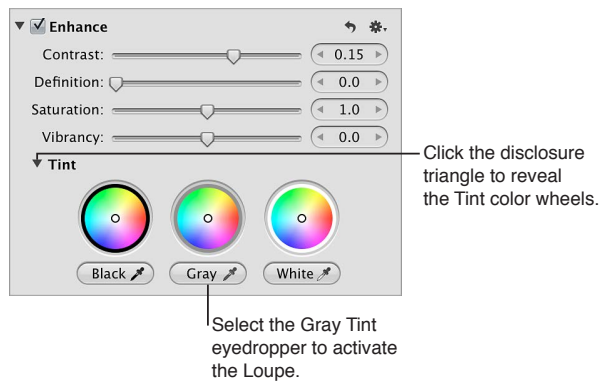 Enhance
Contrast: 0.15
Definition: 0.0
Saturation: 1.0
Vibrancy: 0.0
Tint
Click the disclosure
triangle to reveal
the Tint color wheels.
Black Gray White
Select the Gray Tint
eyedropper to activate
the Loupe.